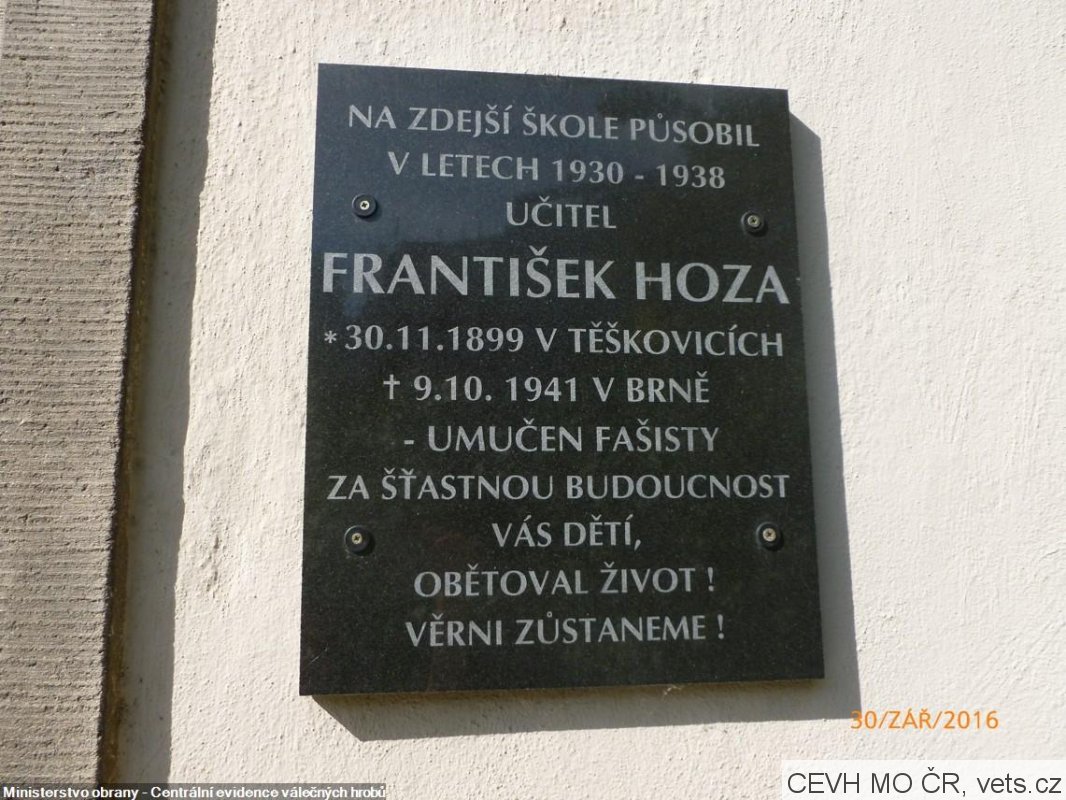 NA ZDEJŠÍ ŠKOLE PŮSOBIL
V LETECH 1930 - 1938
UČITEL
FRANTIŠEK HOZA
* 30.11.1899 V TĚŠKOVICÍCH
† 9.10. 1941 V BRNĚ
- UMUČEN FAŠISTY
ZA ŠŤASTNOU BUDOUCNOST
VÁS DĚTÍ,
OBĚTOVAL ŽIVOT !
VĚRNI ZŮSTANEME !
30/ZÁŘ/2016
Ministerstvo obrany - Centrální evidence válečných hrobů
CEVH MO ČR, vets.cz